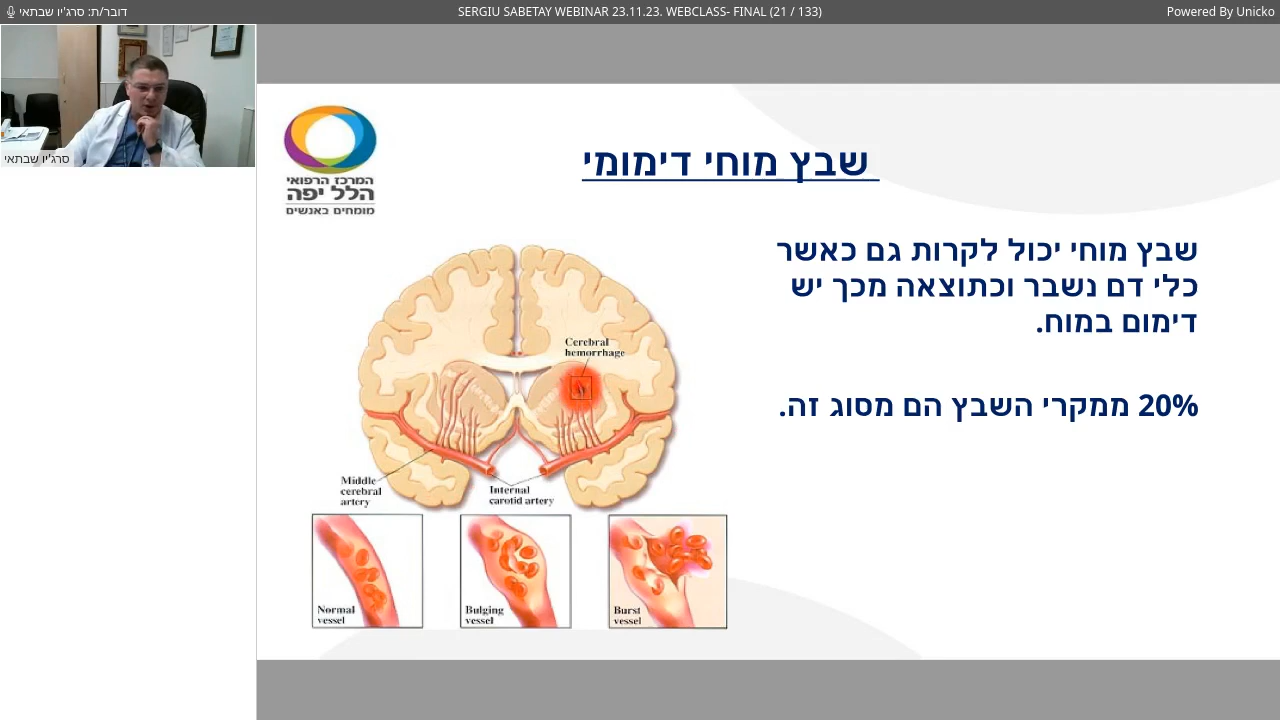 דובר/ת: סרג'יו שבתאי
SERGIU SABETAY WEBINAR 23.11.23. WEBCLASS- FINAL (21 / 133)
Powered By Unicko
סרג'יו שבתאי
המרכז הרפואי
הלל יפה
מומחים באנשים
שבץ מוחי דימומי
שבץ מוחי יכול לקרות גם כאשר
כלי דם נשבר וכתוצאה מכך יש
דימום במוח.
20% ממקרי השבץ הם מסוג זה.
Cerebral
hemorrhage
Middle
cerebral
artery
Internal
carotid artery
Normal
vessel
Bulging
vessel
Burst
vessel